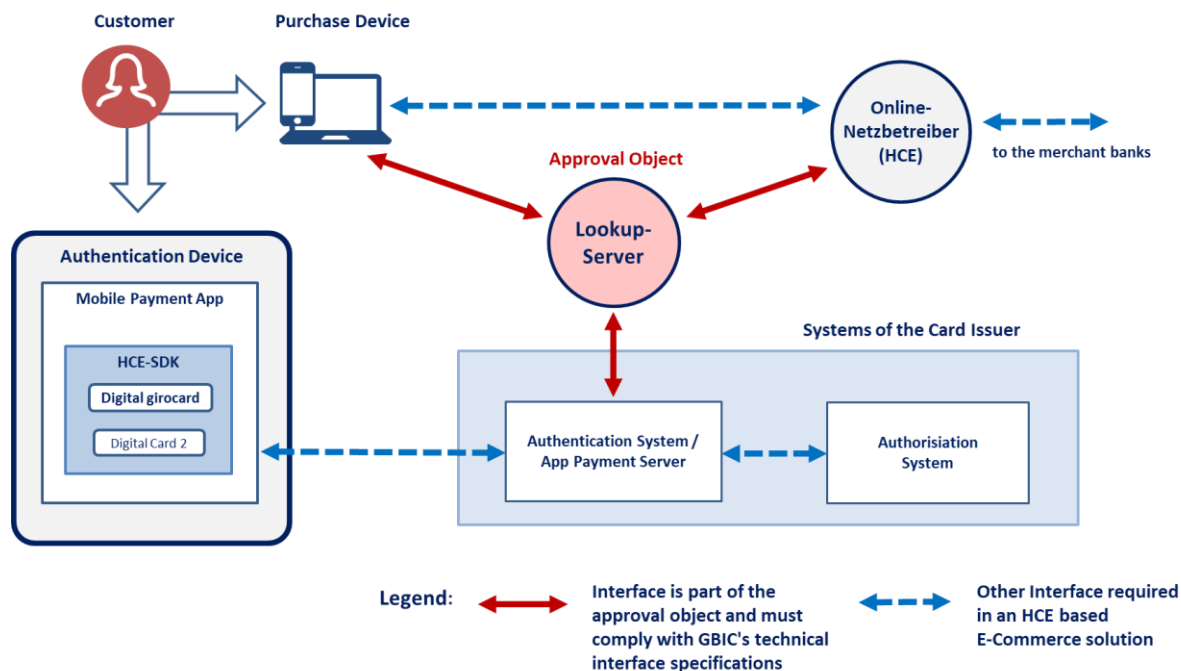 Customer
Purchase Device
Online-
Netzbetreiber
(HCE)
to the merchant banks
Approval Object
Lookup-
Server
Authentication Device
Mobile Payment App
HCE-SDK
Digital girocard
Digital Card 2
Systems of the Card Issuer
Authentication System /
App Payment Server
Authorisiation
System
Legend:
Interface is part of the
approval object and must
comply with GBIC's technical
interface specifications
Other Interface required
in an HCE based
E-Commerce solution